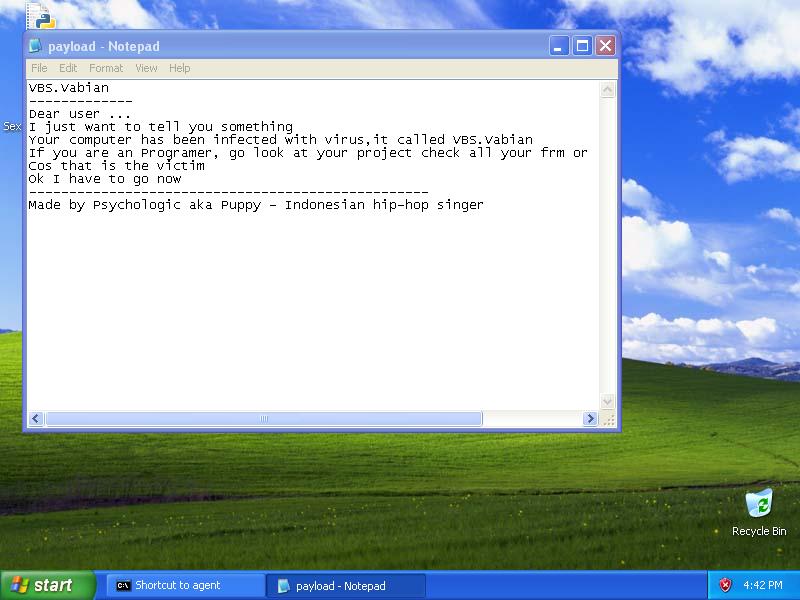 payload - Notepad
File Edit Format View Help
VBS.Vabian
-------------
Dear user ...
I just want to tell you something
Your computer has been infected with virus,it called VBS.Vabian
If you are an Programer, go look at your project check all your frm or
Cos that is the victim
Ok I have to go now
--------------------------------------------------
Made by Psychologic aka Puppy - Indonesian hip-hop singer
Sex
Recycle Bin
start
Shortcut to agent
payload - Notepad
4:42 PM